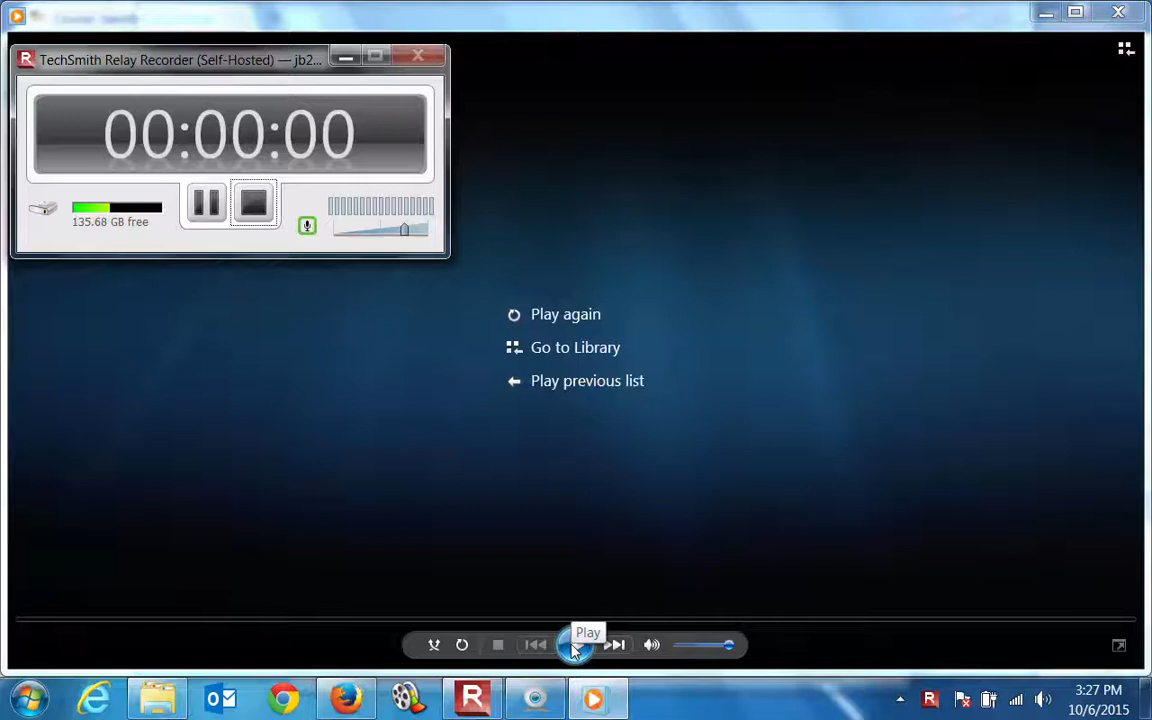 TechSmith Relay Recorder (Self-Hosted) — jb2...
00:00:00
135.68 GB free
Play again
Go to Library
Play previous list
Play
3:27 PM
10/6/2015